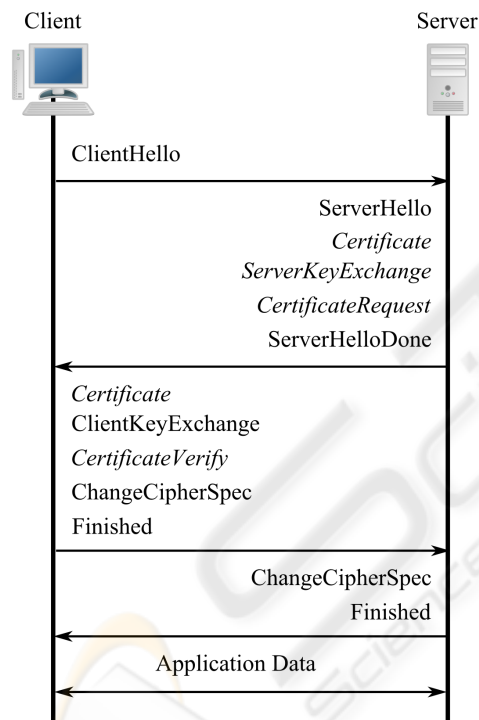 Client
Server
ClientHello
ServerHello
Certificate
ServerKeyExchange
CertificateRequest
ServerHelloDone
Certificate
ClientKeyExchange
CertificateVerify
ChangeCipherSpec
Finished
ChangeCipherSpec
Finished
Application Data